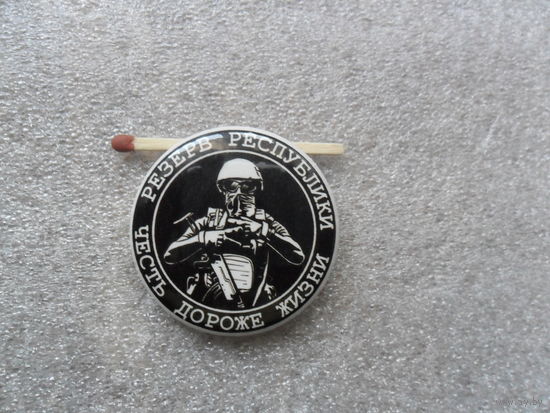 РЕЗЕРВ РЕСПУБЛИКИ
ЧЕСТЬ ДОРОЖЕ ЖИЗНИ